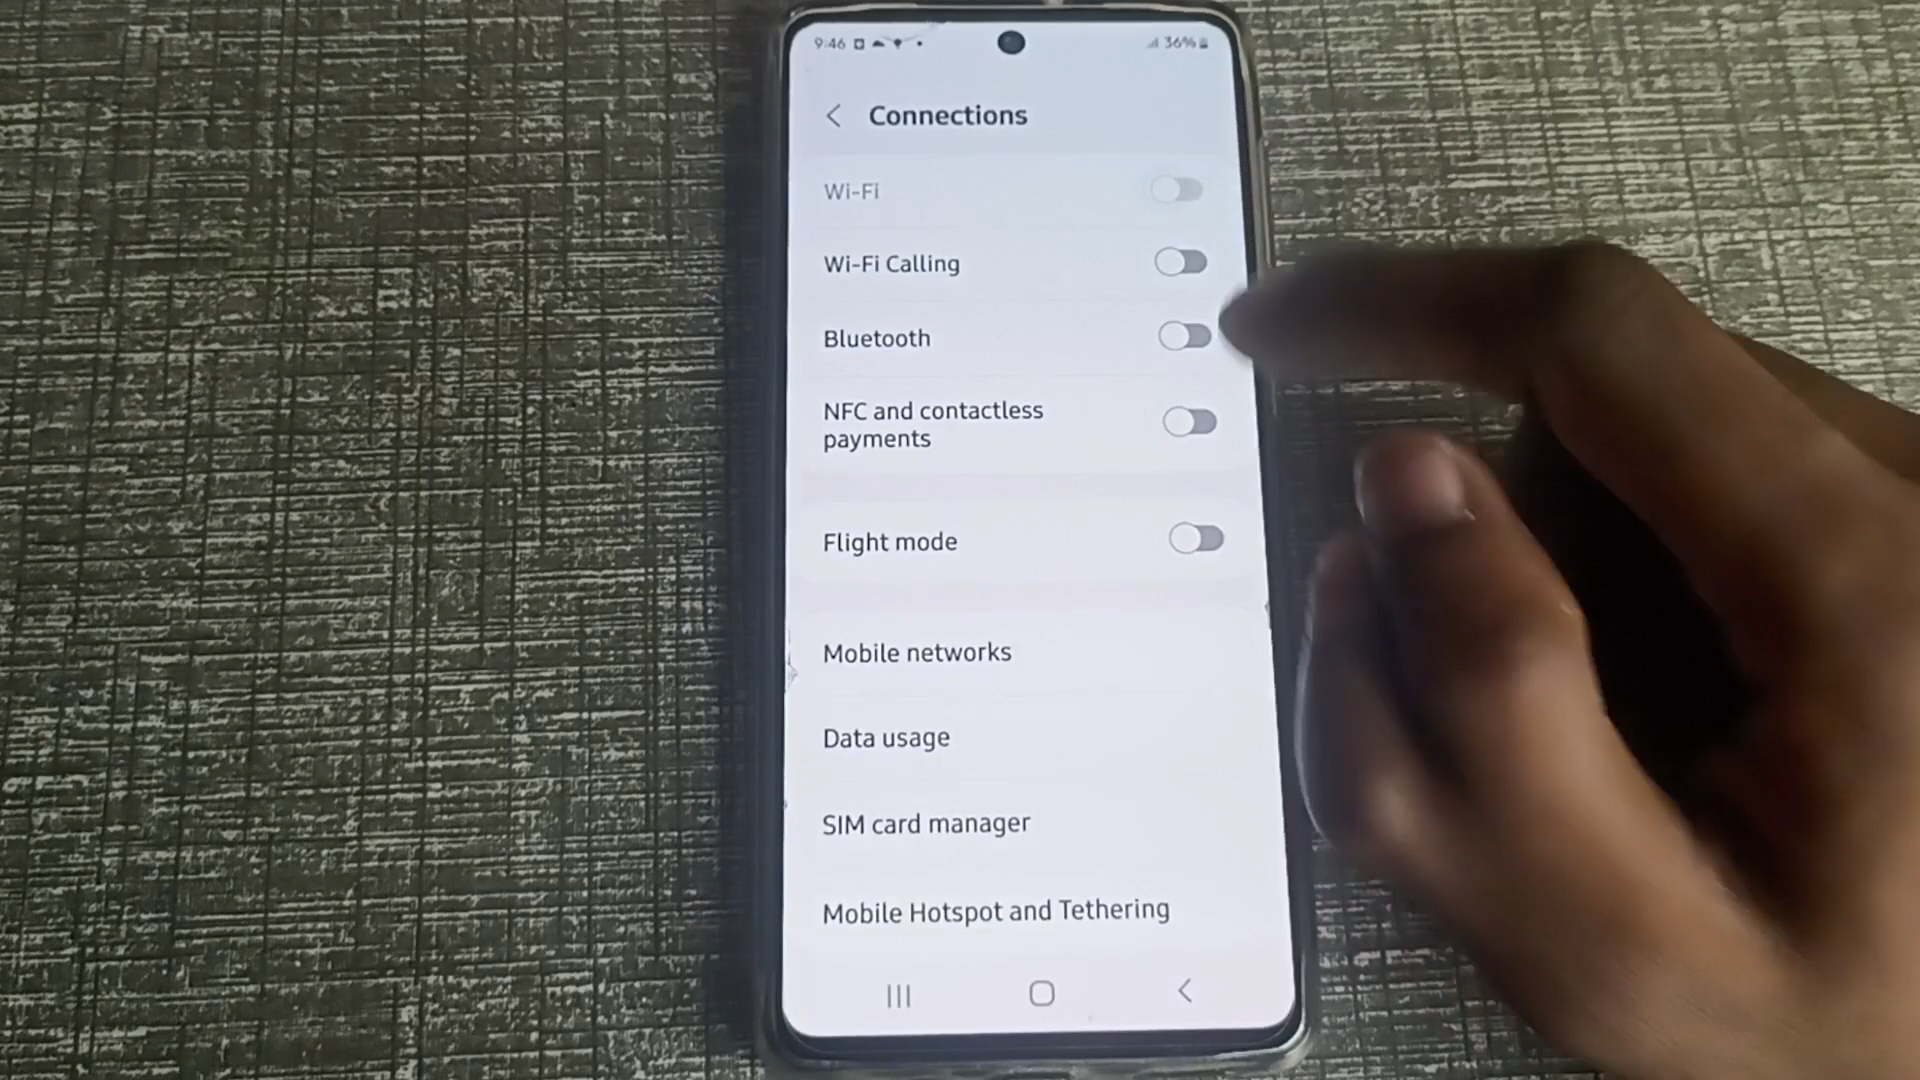 9:46
36%
Connections
Wi-Fi
Wi-Fi Calling
Bluetooth
NFC and contactless
payments
Flight mode
Mobile networks
Data usage
SIM card manager
Mobile Hotspot and Tethering